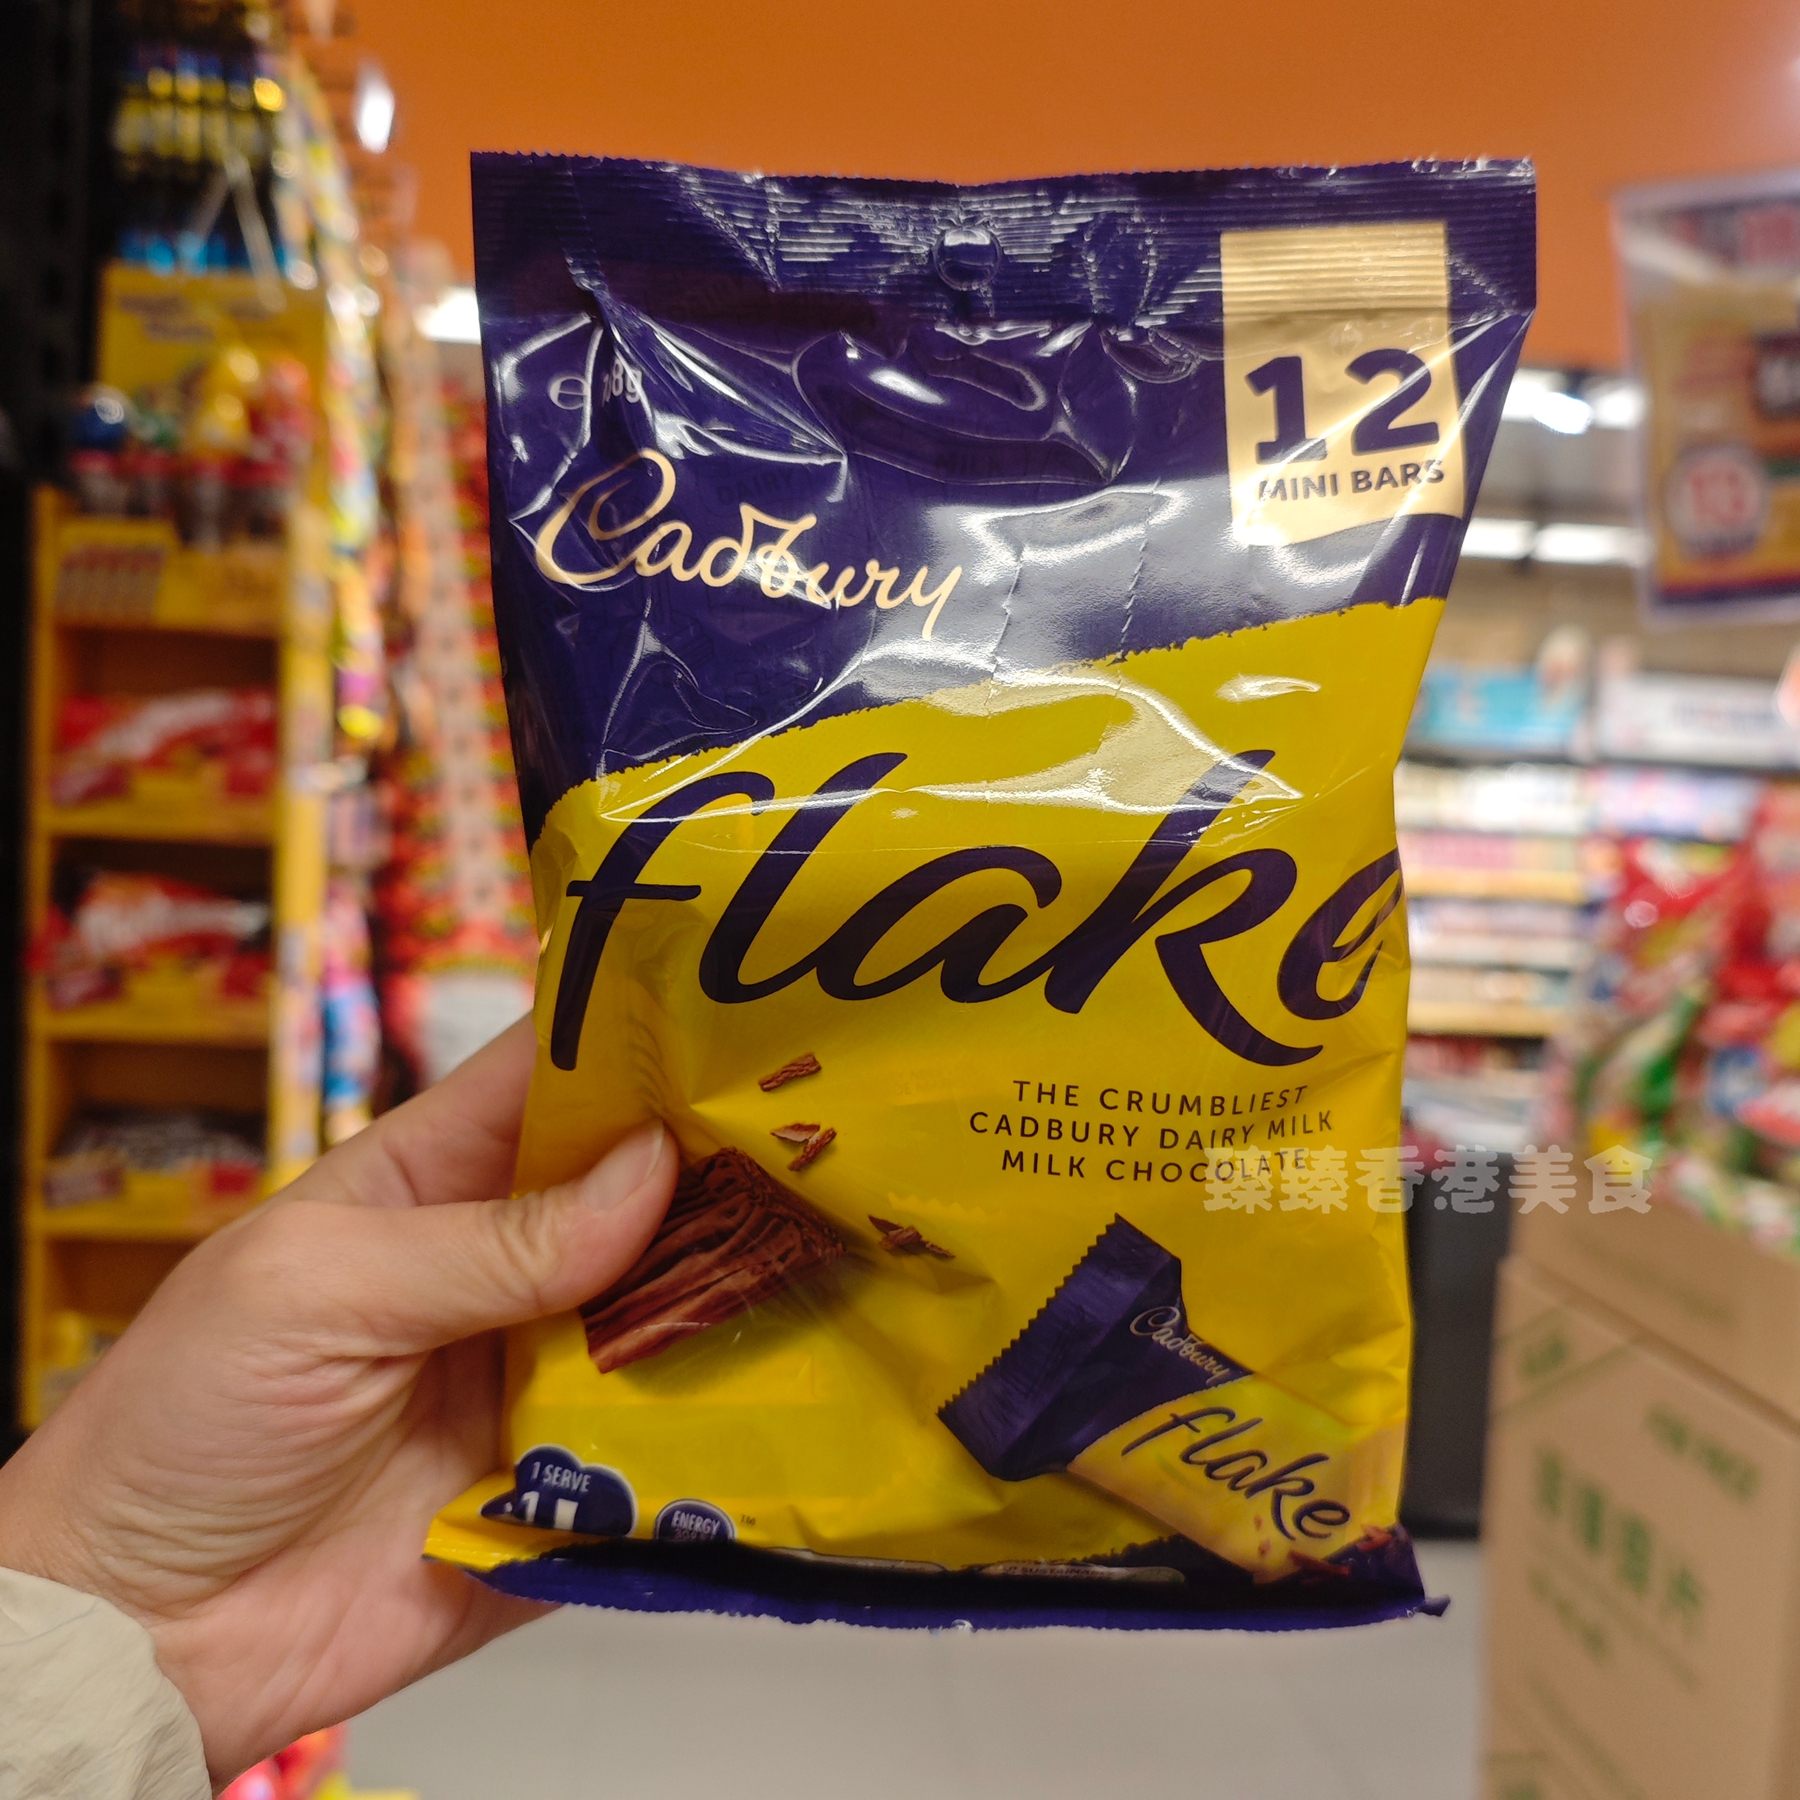 12
MINI BARS
Cadbury
flake
THE CRUMBLIEST
CADBURY DAIRY MILK
MILK CHOCOLATE
臻臻香港美食
Cadbury
flake
1 SERVE
ENERGY
TM